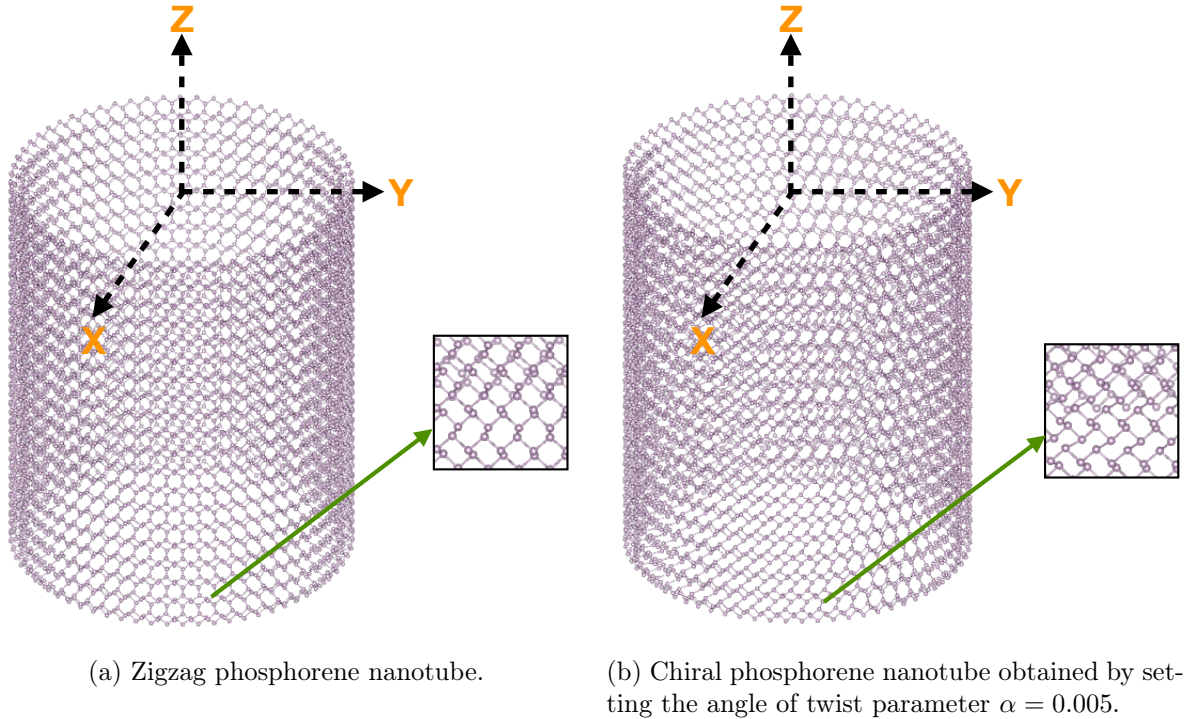 Z
Z
Y
Y
X
X
(a) Zigzag phosphorene nanotube.
(b) Chiral phosphorene nanotube obtained by set-
ting the angle of twist parameter α = 0.005.